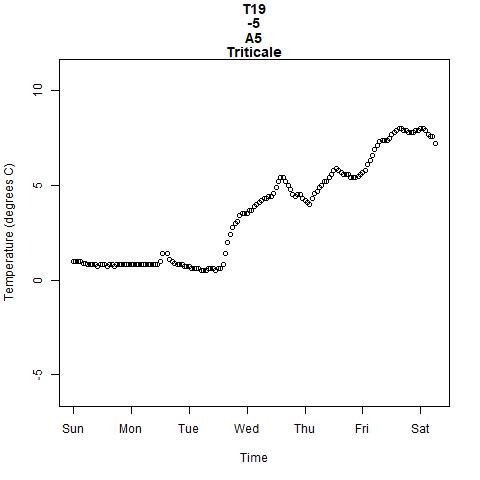 T19
-5
A5
Triticale
Temperature (degrees C)
10
5
0
-5
Sun Mon Tue Wed Thu Fri Sat
Time